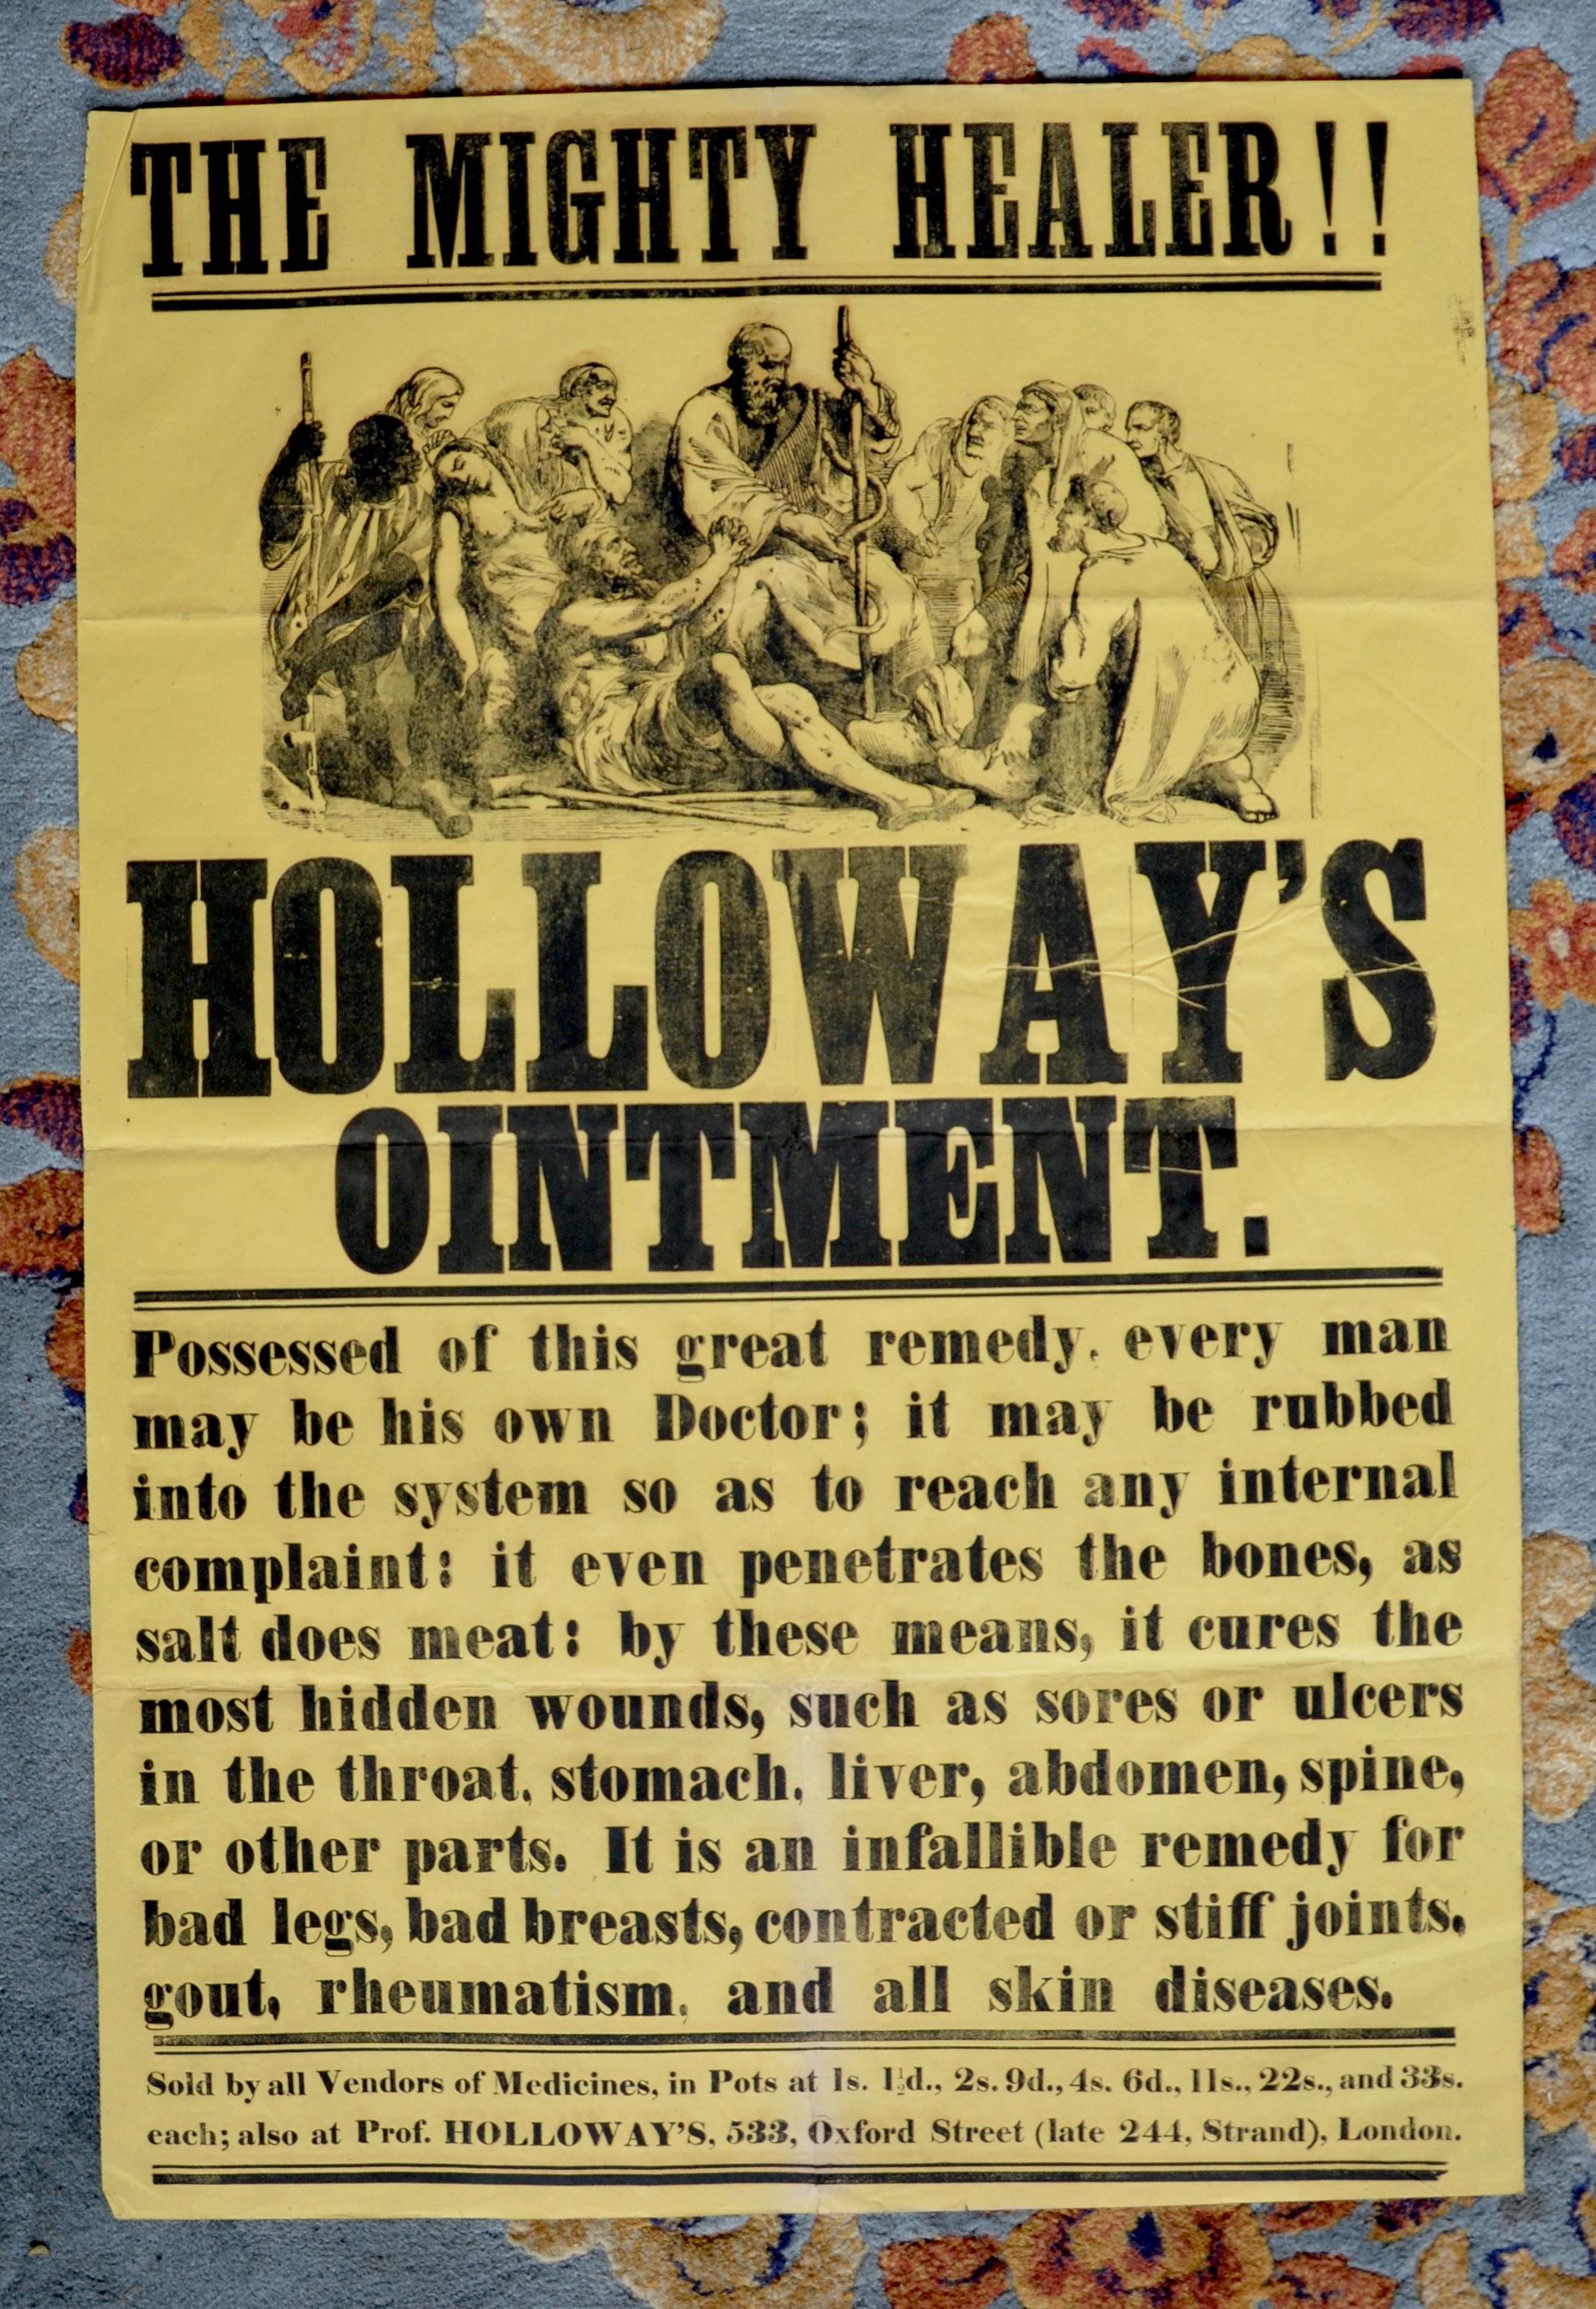 THE MIGHTY HEALER!!
HOLLOWAY'S
OINTMENT.
Possessed of this great remedy, every man
may be his own Doctor; it may be rubbed
into the system so as to reach any internal
complaint: it even penetrates the bones, as
salt does meat: by these means, it cures the
most hidden wounds, such as sores or ulcers
in the throat, stomach, liver, abdomen, spine,
or other parts. It is an infallible remedy for
bad legs, bad breasts, contracted or stiff joints,
gout, rheumatism, and all skin diseases.
Sold by all Vendors of Medicines, in Pots at 1s. 1½d., 2s. 9d., 4s. 6d., 11s., 22s., and 33s.
each; also at Prof. HOLLOWAY'S, 533, Oxford Street (late 244, Strand), London.